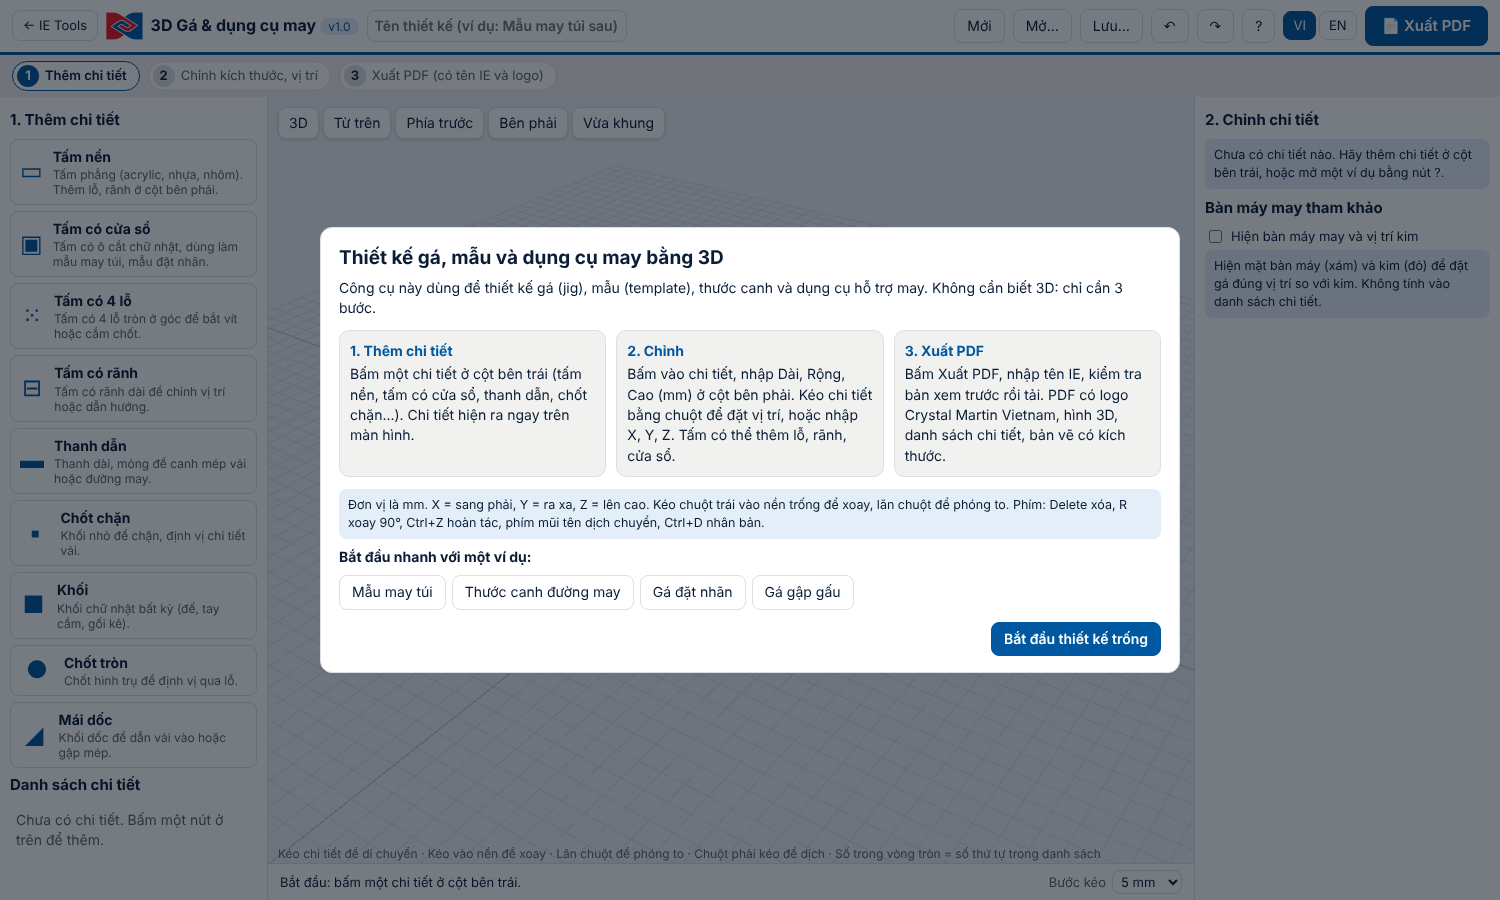 ← IE Tools
3D Gá & dụng cụ may
v1.0
Tên thiết kế (ví dụ: Mẫu may túi sau)
Mới
Mở...
Lưu...
↶
↷
?
VI
EN
📄 Xuất PDF
1 Thêm chi tiết
2 Chỉnh kích thước, vị trí
3 Xuất PDF (có tên IE và logo)
1. Thêm chi tiết
Tấm nền
Tấm phẳng (acrylic, nhựa, nhôm).
Thêm lỗ, rãnh ở cột bên phải.
Tấm có cửa sổ
Tấm có ô cắt chữ nhật, dùng làm
mẫu may túi, mẫu đặt nhãn.
Tấm có 4 lỗ
Tấm có 4 lỗ tròn ở góc để bắt vít
hoặc cắm chốt.
Tấm có rãnh
Tấm có rãnh dài để chỉnh vị trí
hoặc dẫn hướng.
Thanh dẫn
Thanh dài, mỏng để canh mép vải
hoặc đường may.
Chốt chặn
Khối nhỏ để chặn, định vị chi tiết
vải.
Khối
Khối chữ nhật bất kỳ (đế, tay
cầm, gối kê).
Chốt tròn
Chốt hình trụ để định vị qua lỗ.
Mái dốc
Khối dốc để dẫn vải vào hoặc
gập mép.
Danh sách chi tiết
Chưa có chi tiết. Bấm một nút ở
trên để thêm.
3D
Từ trên
Phía trước
Bên phải
Vừa khung
Thiết kế gá, mẫu và dụng cụ may bằng 3D
Công cụ này dùng để thiết kế gá (jig), mẫu (template), thước canh và dụng cụ hỗ trợ may. Không cần biết 3D: chỉ cần 3
bước.
1. Thêm chi tiết
Bấm một chi tiết ở cột bên trái (tấm
nền, tấm có cửa sổ, thanh dẫn, chốt
chặn...). Chi tiết hiện ra ngay trên
màn hình.
2. Chỉnh
Bấm vào chi tiết, nhập Dài, Rộng,
Cao (mm) ở cột bên phải. Kéo chi tiết
bằng chuột để đặt vị trí, hoặc nhập
X, Y, Z. Tấm có thể thêm lỗ, rãnh,
cửa sổ.
3. Xuất PDF
Bấm Xuất PDF, nhập tên IE, kiểm tra
bản xem trước rồi tải. PDF có logo
Crystal Martin Vietnam, hình 3D,
danh sách chi tiết, bản vẽ có kích
thước.
Đơn vị là mm. X = sang phải, Y = ra xa, Z = lên cao. Kéo chuột trái vào nền trống để xoay, lăn chuột để phóng to. Phím: Delete xóa, R
xoay 90°, Ctrl+Z hoàn tác, phím mũi tên dịch chuyển, Ctrl+D nhân bản.
Bắt đầu nhanh với một ví dụ:
Mẫu may túi
Thước canh đường may
Gá đặt nhãn
Gá gập gấu
Bắt đầu thiết kế trống
Kéo chi tiết để di chuyển · Kéo vào nền để xoay · Lăn chuột để phóng to · Chuột phải kéo để dịch · Số trong vòng tròn = số thứ tự trong danh sách
Bắt đầu: bấm một chi tiết ở cột bên trái.
Bước kéo
5 mm
2. Chỉnh chi tiết
Chưa có chi tiết nào. Hãy thêm chi tiết ở cột
bên trái, hoặc mở một ví dụ bằng nút ?.
Bàn máy may tham khảo
Hiện bàn máy may và vị trí kim
Hiện mặt bàn máy (xám) và kim (đỏ) để đặt
gá đúng vị trí so với kim. Không tính vào
danh sách chi tiết.